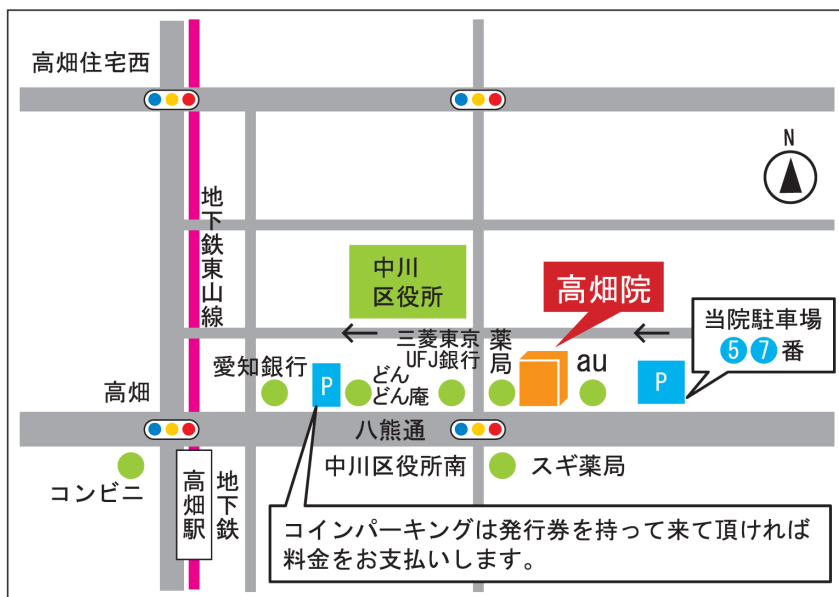 高畑住宅西
N
地下鉄東山線
中川
区役所
高畑院
当院駐車場
⑤⑦番
三菱東京
UFJ銀行
薬局
愛知銀行
P
どん
どん庵
au
P
高畑
八熊通
コンビニ
高畑駅
地下鉄
中川区役所南
スギ薬局
コインパーキングは発行券を持って来て頂ければ
料金をお支払いします。